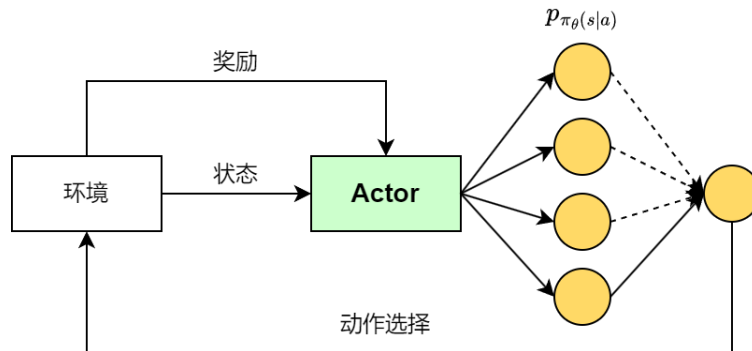 p_{π_θ(s|a)}
奖励
状态
环境
Actor
动作选择